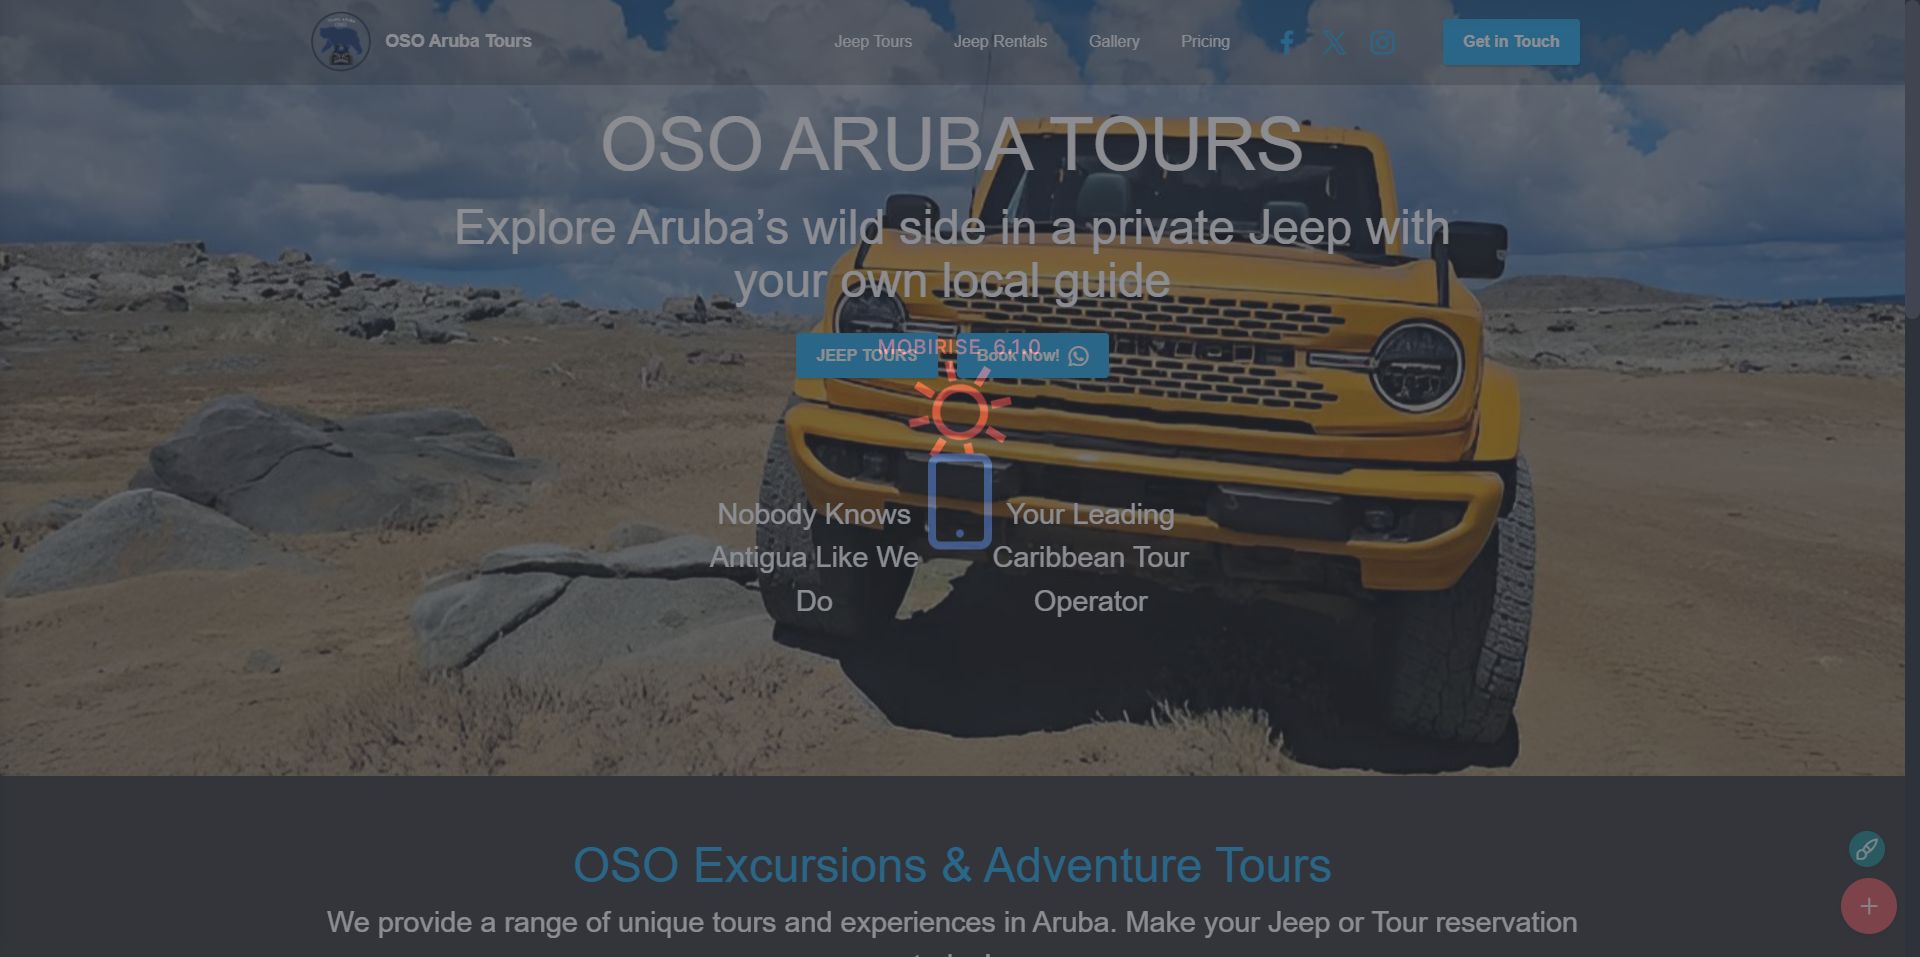 OSO Aruba Tours
Jeep Tours
Jeep Rentals
Gallery
Pricing
Get in Touch
OSO ARUBA TOURS
Explore Aruba’s wild side in a private Jeep with
your own local guide
JEEP TOURS
Book Now!
MOBIRISE 6.1.0
Nobody Knows
Antigua Like We
Do
Your Leading
Caribbean Tour
Operator
OSO Excursions & Adventure Tours
We provide a range of unique tours and experiences in Aruba. Make your Jeep or Tour reservation